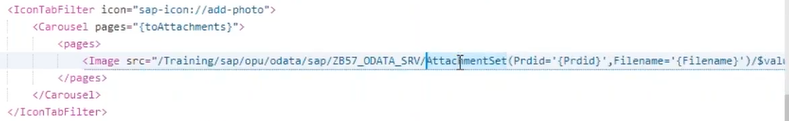 <IconTabFilter icon="sap-icon://add-photo">
<Carousel pages="{toAttachments}">
<pages>
<Image src="/Training/sap/opu/odata/sap/ZB57_ODATA_SRV/AttachmentSet(Prdid='{Prdid}',Filename='{Filename}')/$valu
</pages>
</Carousel>
</IconTabFilter>